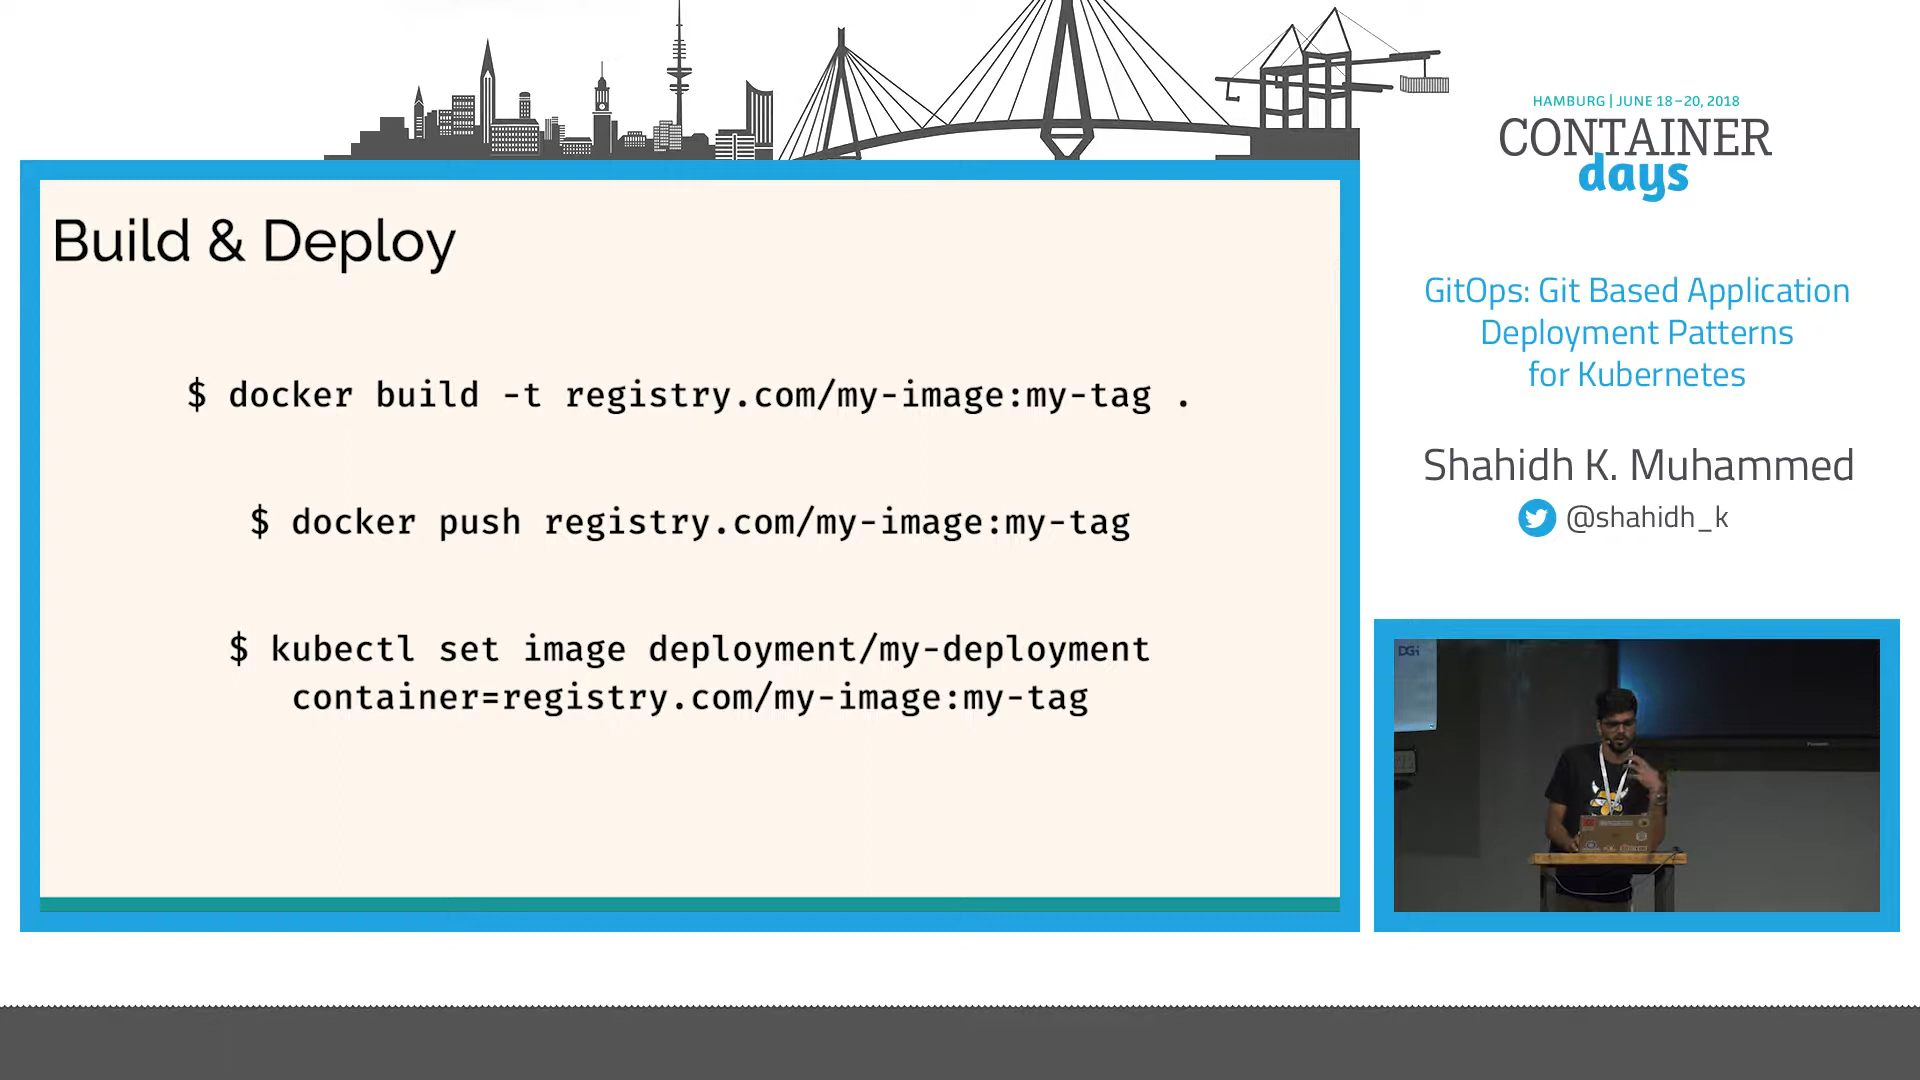 HAMBURG | JUNE 18–20, 2018
CONTAINER
days
Build & Deploy
$ docker build -t registry.com/my-image:my-tag .
$ docker push registry.com/my-image:my-tag
$ kubectl set image deployment/my-deployment
container=registry.com/my-image:my-tag
GitOps: Git Based Application
Deployment Patterns
for Kubernetes
Shahidh K. Muhammed
@shahidh_k
DGi